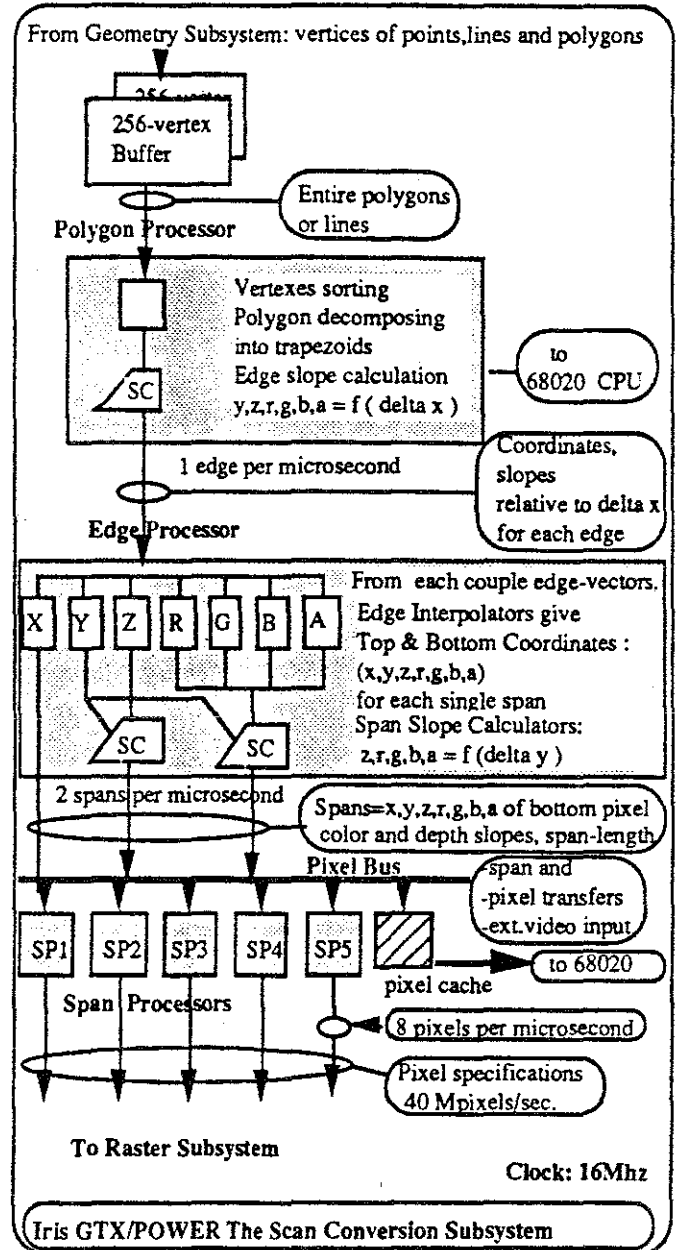 From Geometry Subsystem: vertices of points,lines and polygons
256-vertex
256-vertex
Buffer
Entire polygons
or lines
Polygon Processor
Vertexes sorting
Polygon decomposing
into trapezoids
Edge slope calculation
y,z,r,g,b,a = f ( delta x )
SC
to
68020 CPU
1 edge per microsecond
Coordinates,
slopes
relative to delta x
for each edge
Edge Processor
X Y Z R G B A
From each couple edge-vectors.
Edge Interpolators give
Top & Bottom Coordinates :
(x,y,z,r,g,b,a)
for each single span
Span Slope Calculators:
z,r,g,b,a = f (delta y )
SC SC
2 spans per microsecond
Spans=x,y,z,r,g,b,a of bottom pixel
color and depth slopes, span-length
Pixel Bus
-span and
-pixel transfers
-ext.video input
SP1 SP2 SP3 SP4 SP5
pixel cache
to 68020
Span Processors
8 pixels per microsecond
Pixel specifications
40 Mpixels/sec.
To Raster Subsystem
Clock: 16Mhz
Iris GTX/POWER The Scan Conversion Subsystem